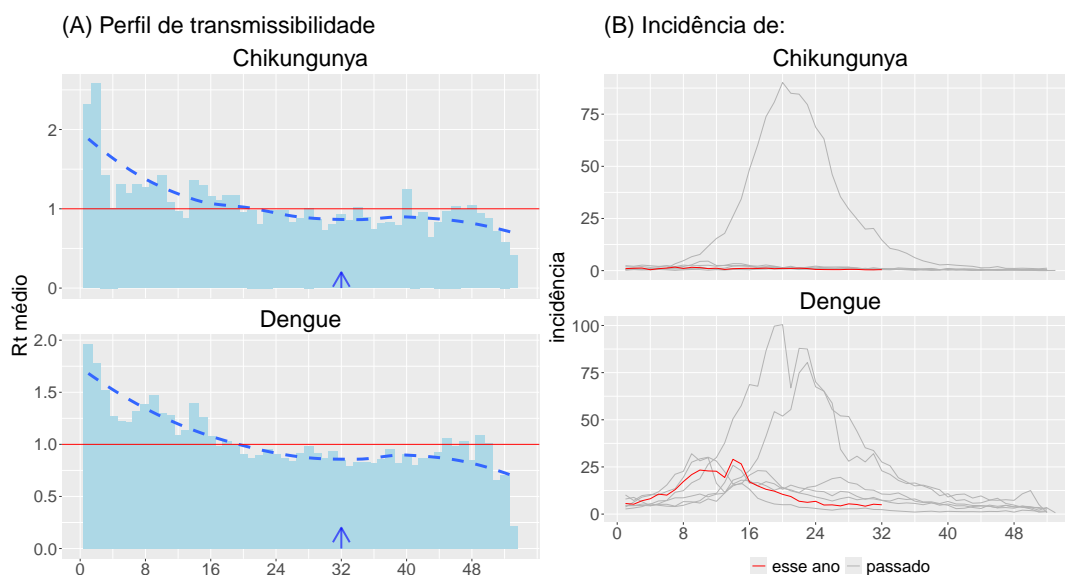 (A) Perfil de transmissibilidade
Chikungunya
2
1
0
Dengue
2.0
1.5
1.0
0.5
0.0
0 8 16 24 32 40 48
Rt médio
(B) Incidência de:
Chikungunya
75
50
25
0
Dengue
100
75
50
25
0
0 8 16 24 32 40 48
incidência
esse ano passado